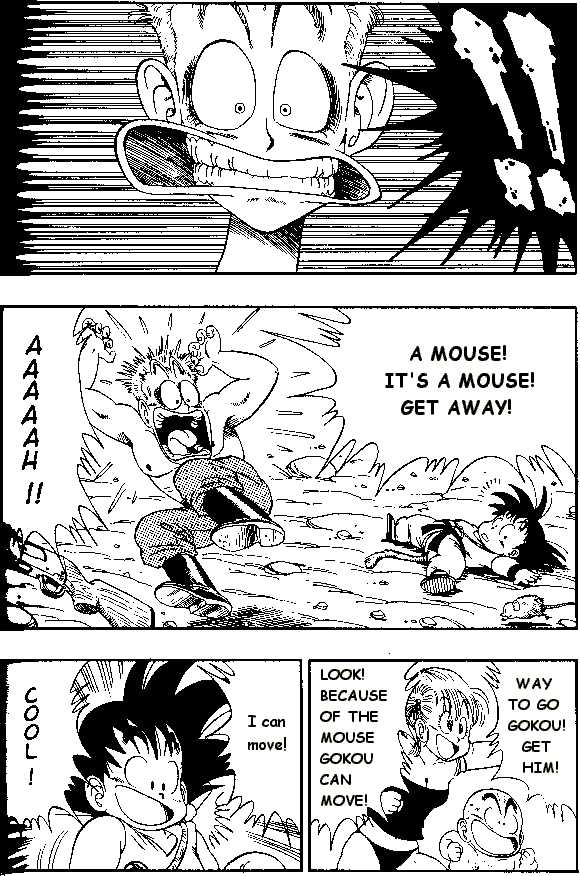 !!
A MOUSE!
IT'S A MOUSE!
GET AWAY!
AAAAAAH!!
LOOK!
BECAUSE
OF THE
MOUSE
GOKOU
CAN
MOVE!
WAY
TO GO
GOKOU!
GET
HIM!
COOL!
I can
move!